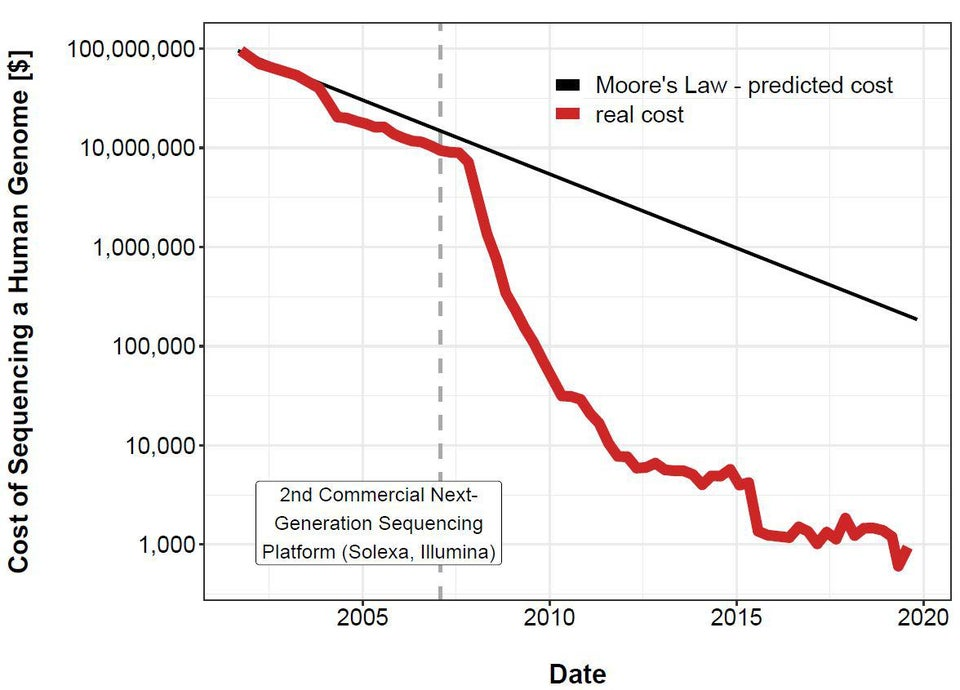 Cost of Sequencing a Human Genome [$]
100,000,000
10,000,000
1,000,000
100,000
10,000
1,000
Moore's Law - predicted cost
real cost
2nd Commercial Next-
Generation Sequencing
Platform (Solexa, Illumina)
2005
2010
2015
2020
Date